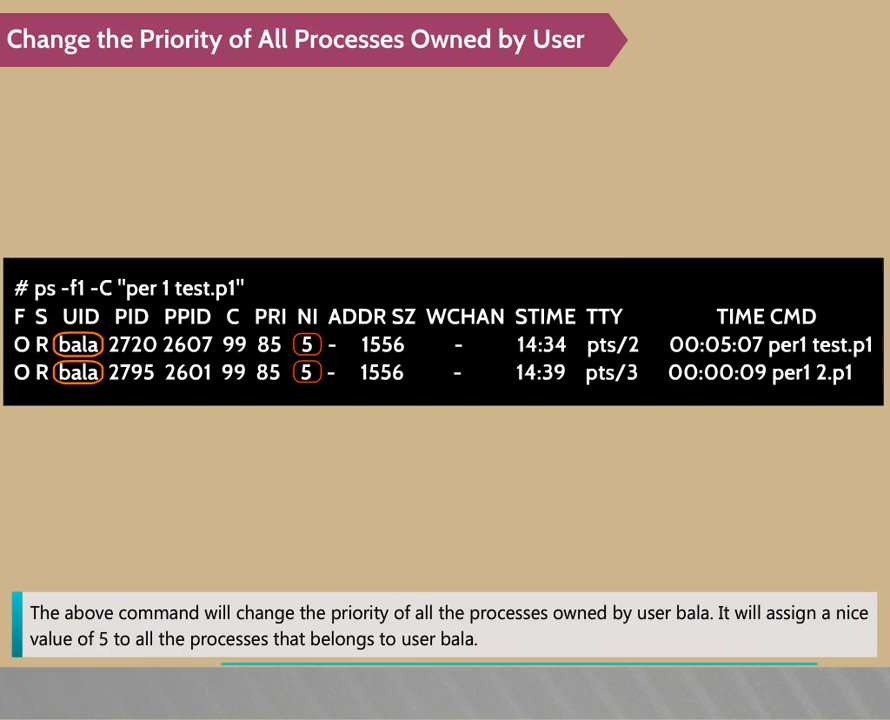 Change the Priority of All Processes Owned by User
# ps -f1 -C "per 1 test.p1"
F S UID PID PPID C PRI NI ADDR SZ WCHAN STIME TTY TIME CMD
O R bala 2720 2607 99 85 5 - 1556 - 14:34 pts/2 00:05:07 per1 test.p1
O R bala 2795 2601 99 85 5 - 1556 - 14:39 pts/3 00:00:09 per1 2.p1
The above command will change the priority of all the processes owned by user bala. It will assign a nice
value of 5 to all the processes that belongs to user bala.